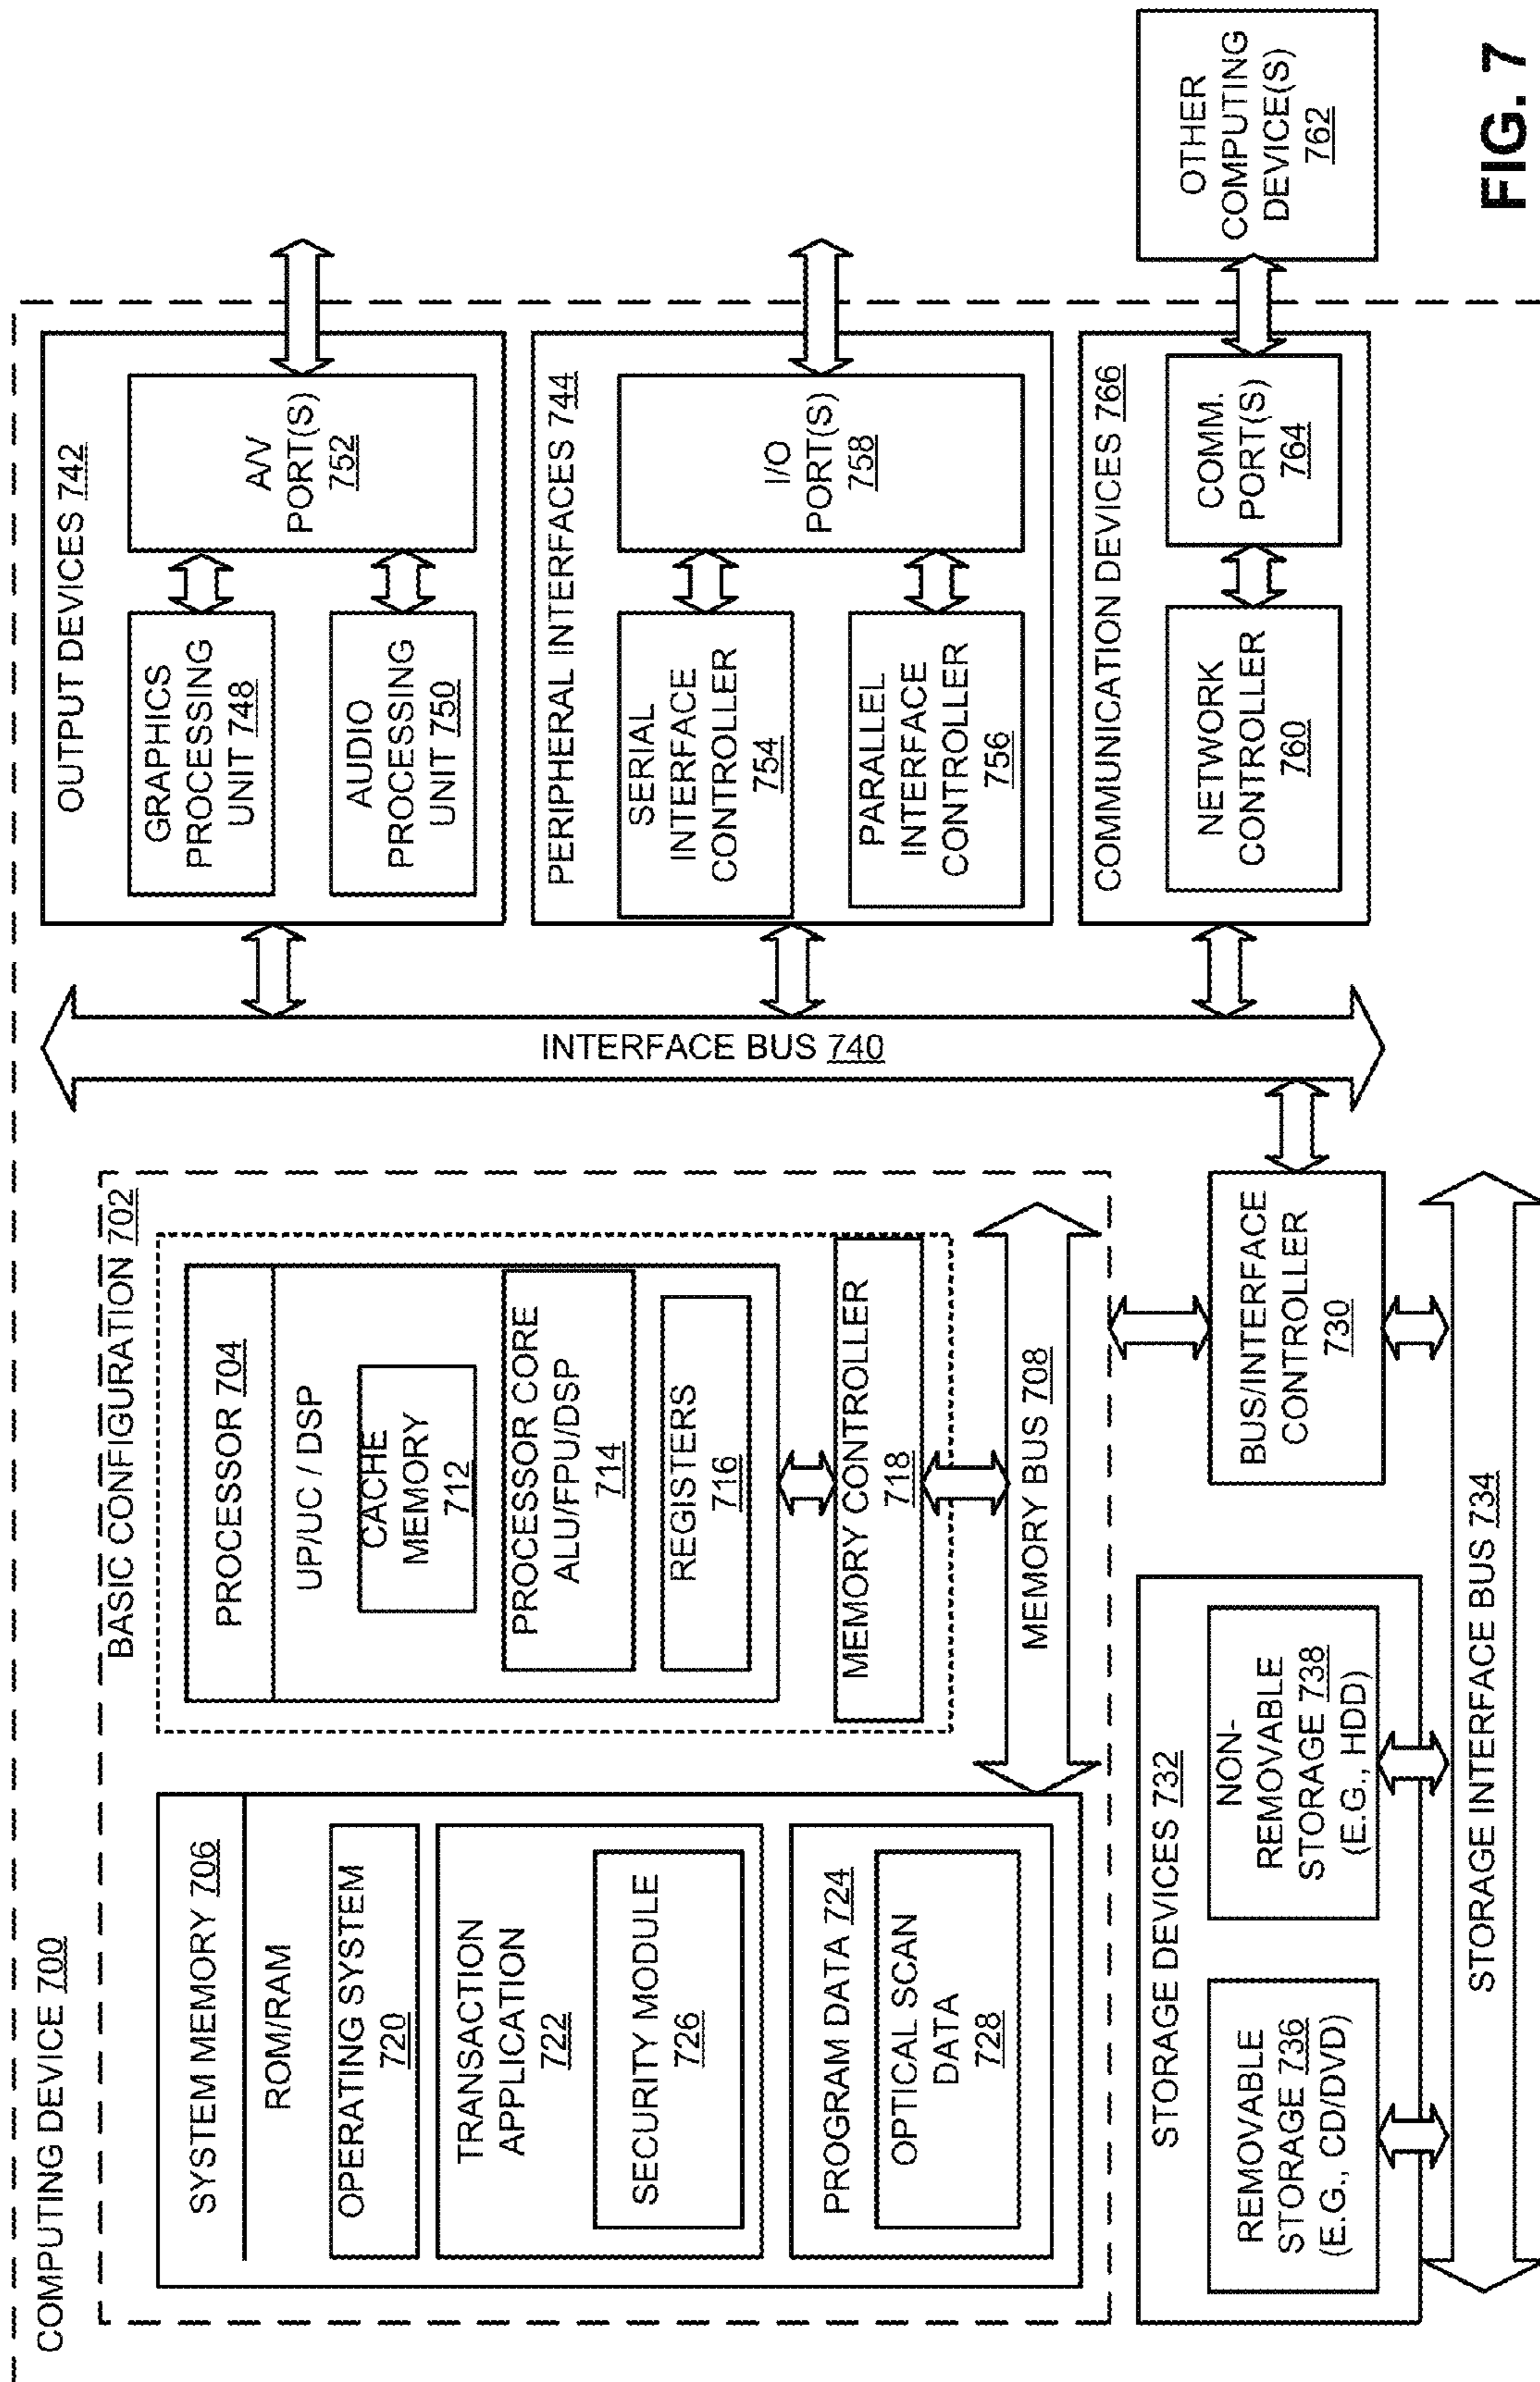 COMPUTING DEVICE 700
BASIC CONFIGURATION 702
SYSTEM MEMORY 706
ROM/RAM
OPERATING SYSTEM
720
TRANSACTION
APPLICATION
722
SECURITY MODULE
726
PROGRAM DATA 724
OPTICAL SCAN
DATA
728
PROCESSOR 704
UP/UC / DSP
CACHE
MEMORY
712
PROCESSOR CORE
ALU/FPU/DSP
714
REGISTERS
716
MEMORY CONTROLLER
718
MEMORY BUS 708
STORAGE DEVICES 732
REMOVABLE
STORAGE 736
(E.G., CD/DVD)
NON-
REMOVABLE
STORAGE 738
(E.G., HDD)
BUS/INTERFACE
CONTROLLER
730
STORAGE INTERFACE BUS 734
INTERFACE BUS 740
OUTPUT DEVICES 742
GRAPHICS
PROCESSING
UNIT 748
AUDIO
PROCESSING
UNIT 750
A/V
PORT(S)
752
PERIPHERAL INTERFACES 744
SERIAL
INTERFACE
CONTROLLER
754
PARALLEL
INTERFACE
CONTROLLER
756
I/O
PORT(S)
758
COMMUNICATION DEVICES 766
NETWORK
CONTROLLER
760
COMM.
PORT(S)
764
OTHER
COMPUTING
DEVICE(S)
762
FIG. 7